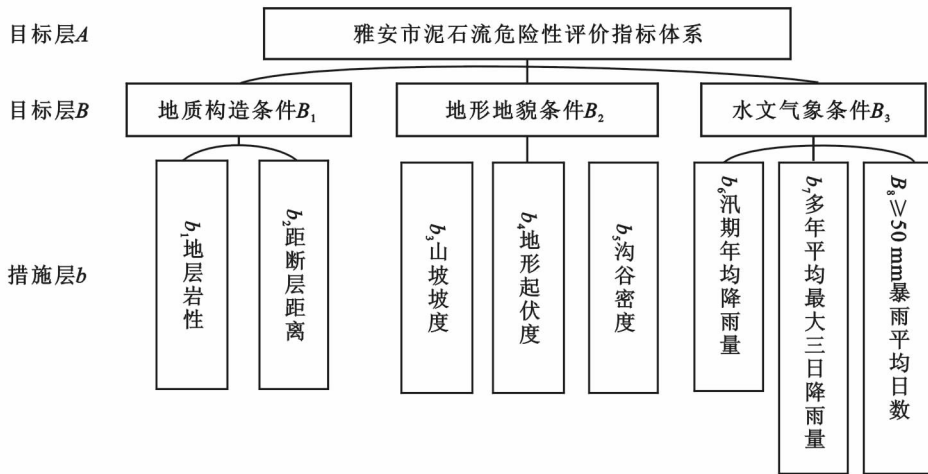 目标层A
雅安市泥石流危险性评价指标体系
目标层B
地质构造条件B₁
地形地貌条件B₂
水文气象条件B₃
措施层b
b₁地层岩性
b₂距断层距离
b₃山坡坡度
b₄地形起伏度
b₅沟谷密度
b₆汛期年均降雨量
b₇多年平均最大三日降雨量
B₈≥50 mm暴雨平均日数